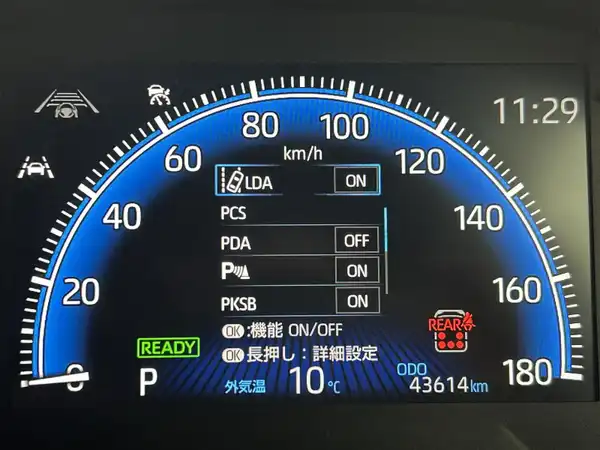 11:29
80
100
60
km/h
120
LDA ON
PCS
40
140
PDA OFF
P ON
20
160
PKSB ON
OK:機能 ON/OFF
REAR
READY
OK長押し：詳細設定
0
P
外気温 10℃
ODO
43614km
180